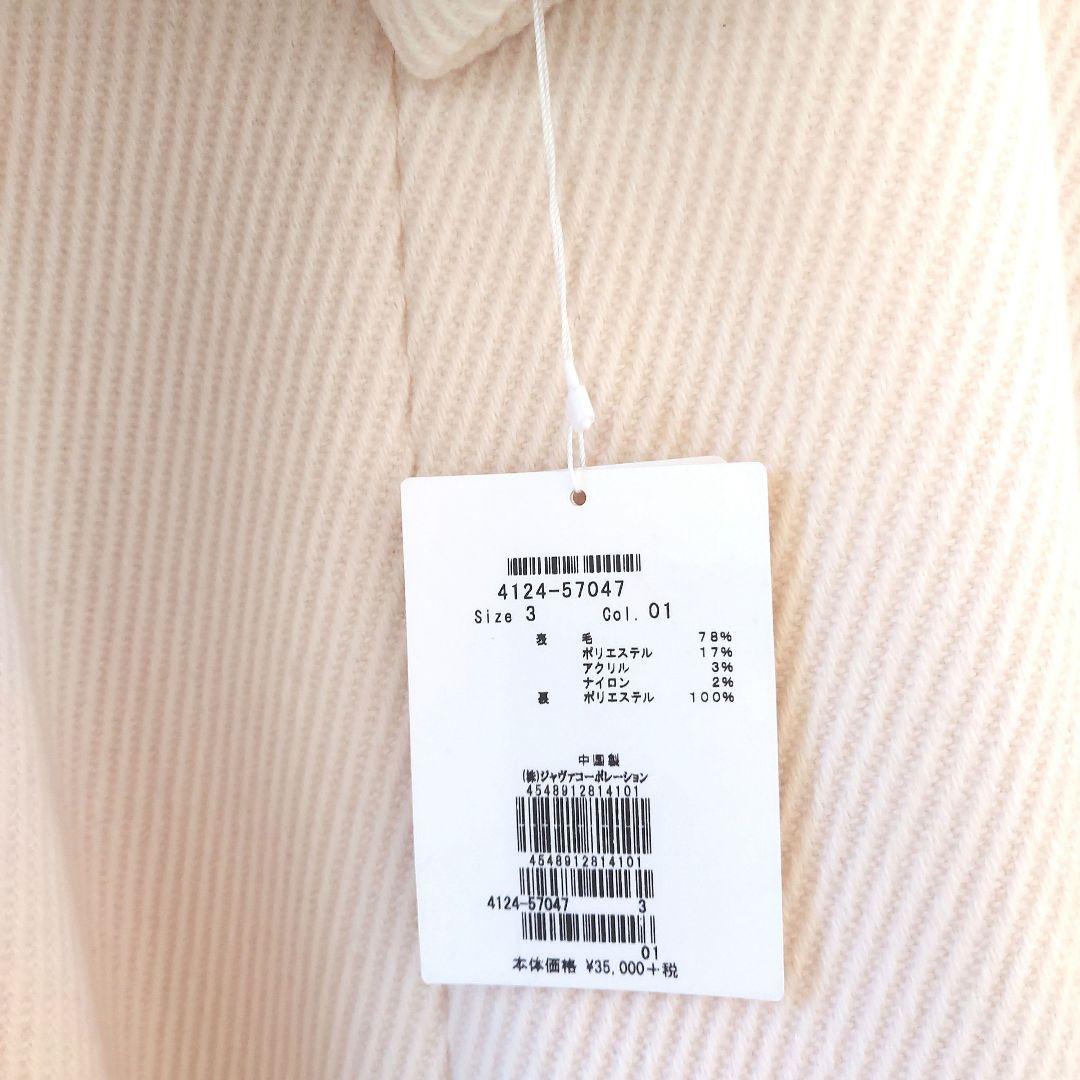 4124-57047
Size 3 Col. 01
表 毛 78%
ポリエステル 17%
アクリル 3%
ナイロン 2%
裏 ポリエステル 100%
中国製
(株)ジャヴァコーポレーション
4548912814101
4548912814101
4124-57047 3
01
本体価格 ¥35,000+税